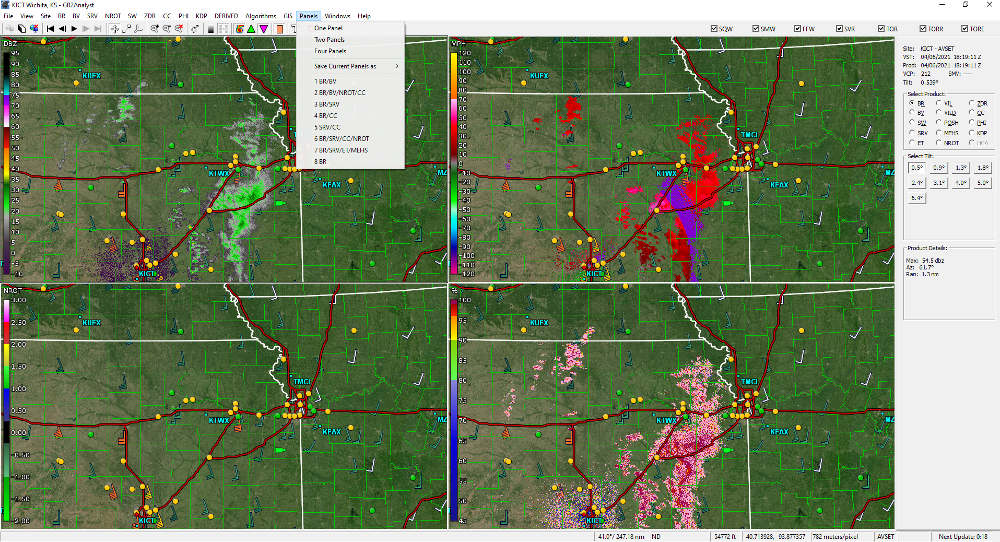 KICT Wichita, KS - GR2Analyst
File View Site BR BV SRV NROT SW ZDR CC PHI KDP DERIVED Algorithms GIS Panels Windows Help
SQW SMW FFW SVR TOR TORR TORE
One Panel
Two Panels
Four Panels
Save Current Panels as
1 BR/BV
2 BR/BV/NROT/CC
3 BR/SRV
4 BR/CC
5 SRV/CC
6 BR/SRV/CC/NROT
7 BR/SRV/ET/MEHS
8 BR
DBZ
95
90
85
80
75
70
65
60
55
50
45
40
35
30
25
20
15
10
5
0
-5
-10
KUEX
TMCI
KTWX
KEAX
MZ
KICT
MPH
120
110
100
90
80
70
60
50
40
30
20
10
0
-10
-20
-30
-40
-50
-60
-70
-80
-90
-100
-110
-120
KUEX
TMCI
KTWX
KEAX
MZ
KICT
NROT
3.00
2.50
2.00
1.50
1.00
0.50
0.00
-0.50
-1.00
-1.50
-2.00
KUEX
TMCI
KTWX
KEAX
MZ
KICT
%
100
95
90
85
80
75
70
65
60
55
50
45
KUEX
TMCI
KTWX
KEAX
MZ
KICT
Site: KICT - AVSET
VST: 04/06/2021 18:19:11 Z
Prod: 04/06/2021 18:19:11 Z
VCP: 212 SMV: ----
Tilt: 0.539°
Select Product:
BR VIL ZDR
BV VILD CC
SW POSH PHI
SRV MEHS KDP
ET NROT HCA
Select Tilt:
0.5° 0.9° 1.3° 1.8°
2.4° 3.1° 4.0° 5.0°
6.4°
Product Details:
Max: 54.5 dbz
Az: 61.7°
Ran: 1.3 nm
41.0°/ 247.18 nm ND 54772 ft 40.713928, -93.877357 782 meters/pixel AVSET Next Update: 0:18